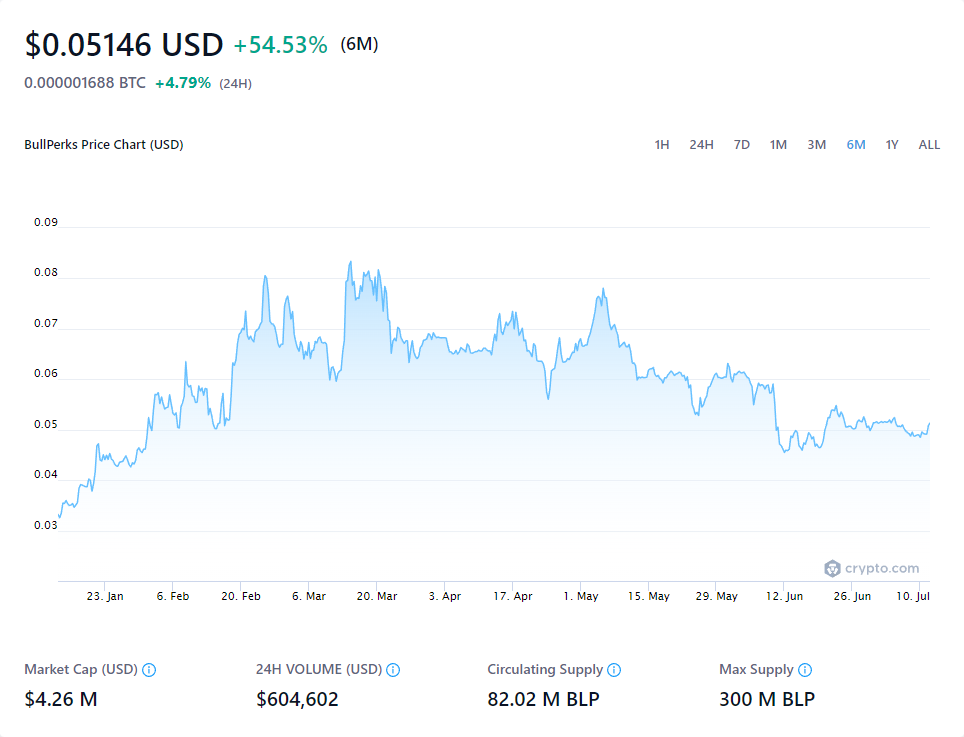 $0.05146 USD +54.53% (6M)
0.000001688 BTC +4.79% (24H)
BullPerks Price Chart (USD) 1H 24H 7D 1M 3M 6M 1Y ALL
0.09
0.08
0.07
0.06
0.05
0.04
0.03
crypto.com
23. Jan 6. Feb 20. Feb 6. Mar 20. Mar 3. Apr 17. Apr 1. May 15. May 29. May 12. Jun 26. Jun 10. Jul
Market Cap (USD) 24H VOLUME (USD) Circulating Supply Max Supply
$4.26 M $604,602 82.02 M BLP 300 M BLP